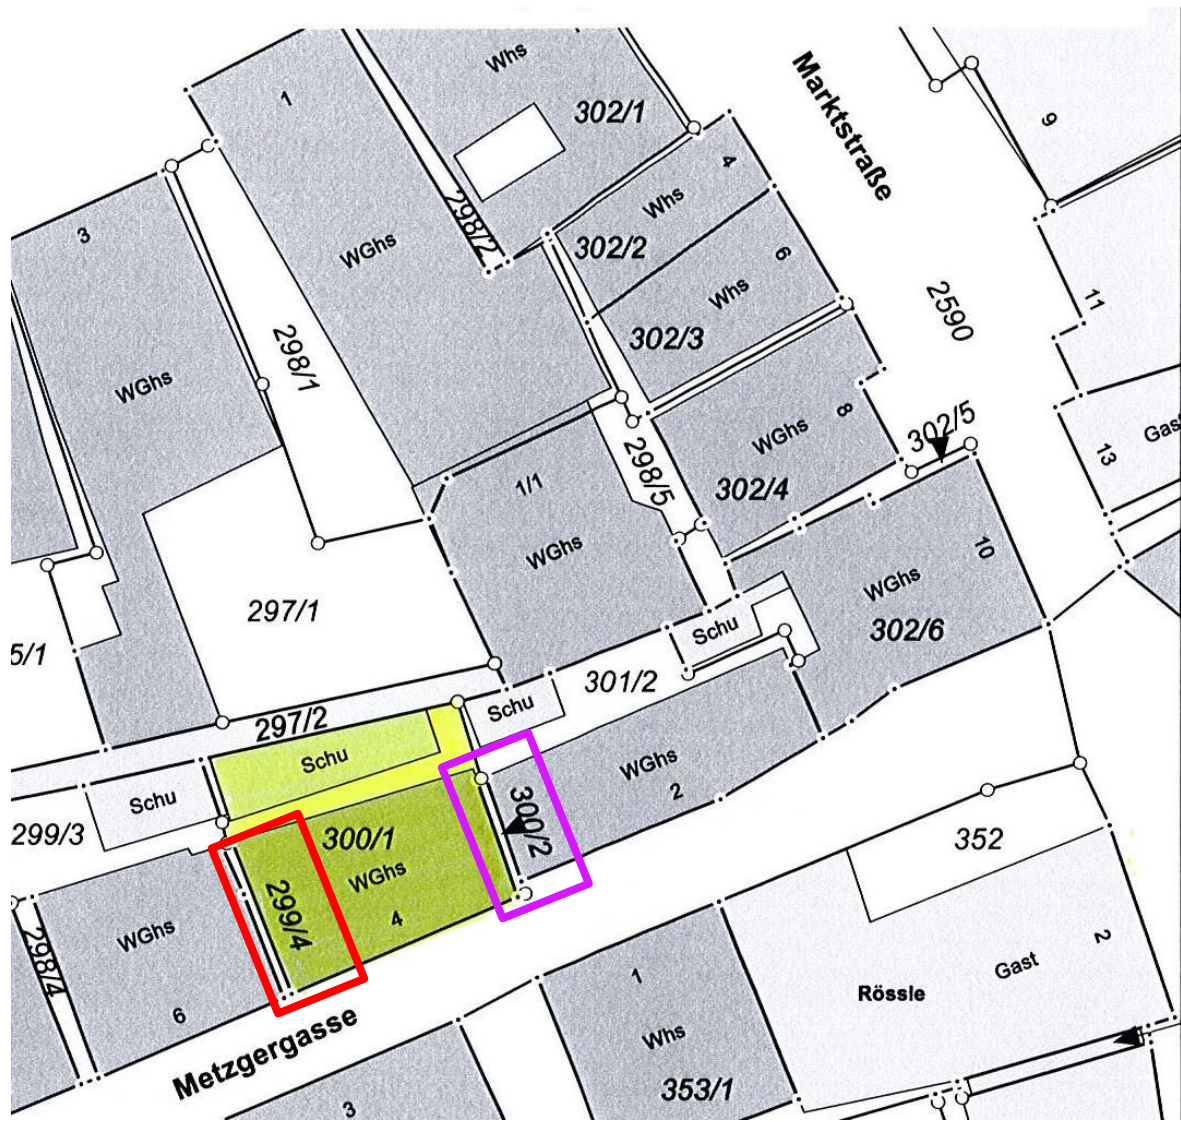 Whs
Marktstraße
302/1
1
9
4
Whs
298/2
3
WGhs
302/2
6
Whs
2590
11
302/3
298/1
WGhs
8
302/5
WGhs
13
1/1
298/5
302/4
WGhs
10
WGhs
297/1
302/6
Schu
5/1
301/2
297/2
Schu
Schu
WGhs
2
Schu
300/2
299/3
300/1
352
WGhs
299/4
4
WGhs
298/4
2
1
Gast
Rössle
6
Metzgergasse
Whs
353/1
3